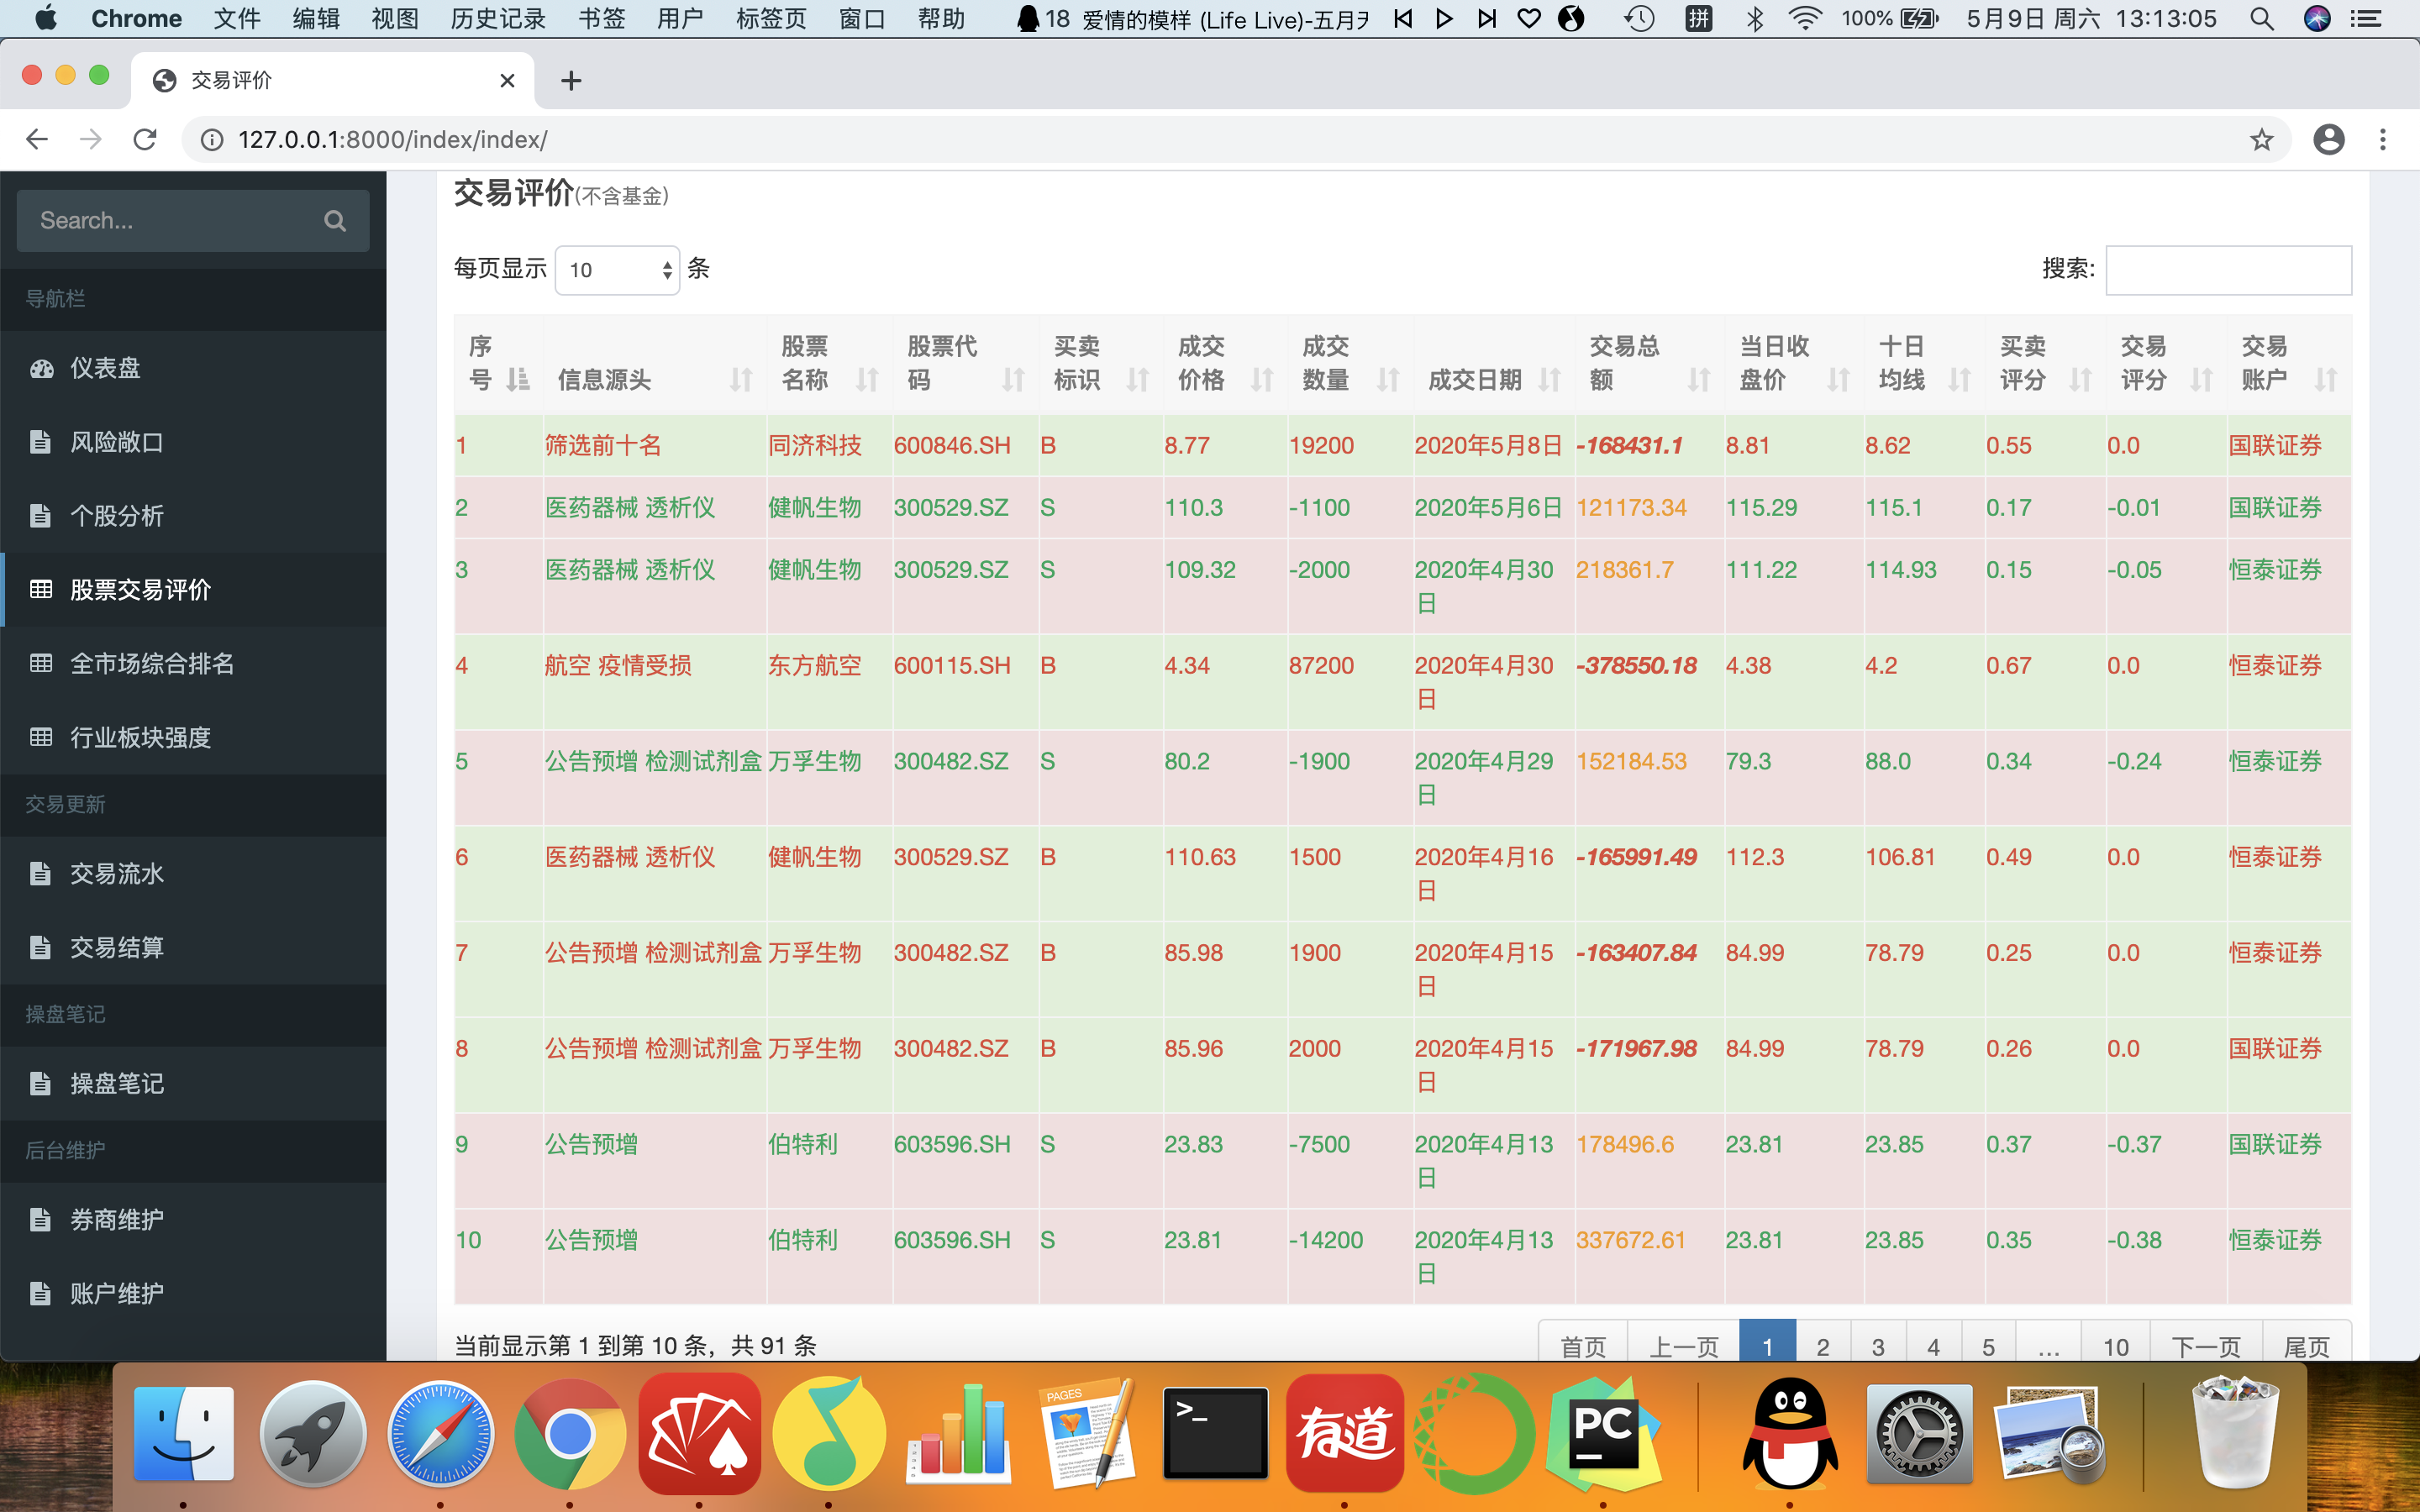 Chrome 文件 编辑 视图 历史记录 书签 用户 标签页 窗口 帮助 18 爱情的模样 (Life Live)-五月 拼 100% 5月9日 周六 13:13:05
交易评价
127.0.0.1:8000/index/index/
Search...
导航栏
仪表盘
风险敞口
个股分析
股票交易评价
全市场综合排名
行业板块强度
交易更新
交易流水
交易结算
操盘笔记
操盘笔记
后台维护
券商维护
账户维护
交易评价(不含基金)
每页显示 10 条 搜索:
序号 信息源头 股票名称 股票代码 买卖标识 成交价格 成交数量 成交日期 交易总额 当日收盘价 十日均线 买卖评分 交易评分 交易账户
1 筛选前十名 同济科技 600846.SH B 8.77 19200 2020年5月8日 -168431.1 8.81 8.62 0.55 0.0 国联证券
2 医药器械 透析仪 健帆生物 300529.SZ S 110.3 -1100 2020年5月6日 121173.34 115.29 115.1 0.17 -0.01 国联证券
3 医药器械 透析仪 健帆生物 300529.SZ S 109.32 -2000 2020年4月30日 218361.7 111.22 114.93 0.15 -0.05 恒泰证券
4 航空 疫情受损 东方航空 600115.SH B 4.34 87200 2020年4月30日 -378550.18 4.38 4.2 0.67 0.0 恒泰证券
5 公告预增 检测试剂盒 万孚生物 300482.SZ S 80.2 -1900 2020年4月29日 152184.53 79.3 88.0 0.34 -0.24 恒泰证券
6 医药器械 透析仪 健帆生物 300529.SZ B 110.63 1500 2020年4月16日 -165991.49 112.3 106.81 0.49 0.0 恒泰证券
7 公告预增 检测试剂盒 万孚生物 300482.SZ B 85.98 1900 2020年4月15日 -163407.84 84.99 78.79 0.25 0.0 恒泰证券
8 公告预增 检测试剂盒 万孚生物 300482.SZ B 85.96 2000 2020年4月15日 -171967.98 84.99 78.79 0.26 0.0 国联证券
9 公告预增 伯特利 603596.SH S 23.83 -7500 2020年4月13日 178496.6 23.81 23.85 0.37 -0.37 国联证券
10 公告预增 伯特利 603596.SH S 23.81 -14200 2020年4月13日 337672.61 23.81 23.85 0.35 -0.38 恒泰证券
当前显示第 1 到第 10 条，共 91 条
首页 上一页 1 2 3 4 5 … 10 下一页 尾页
PAGES
>_
有道
PC